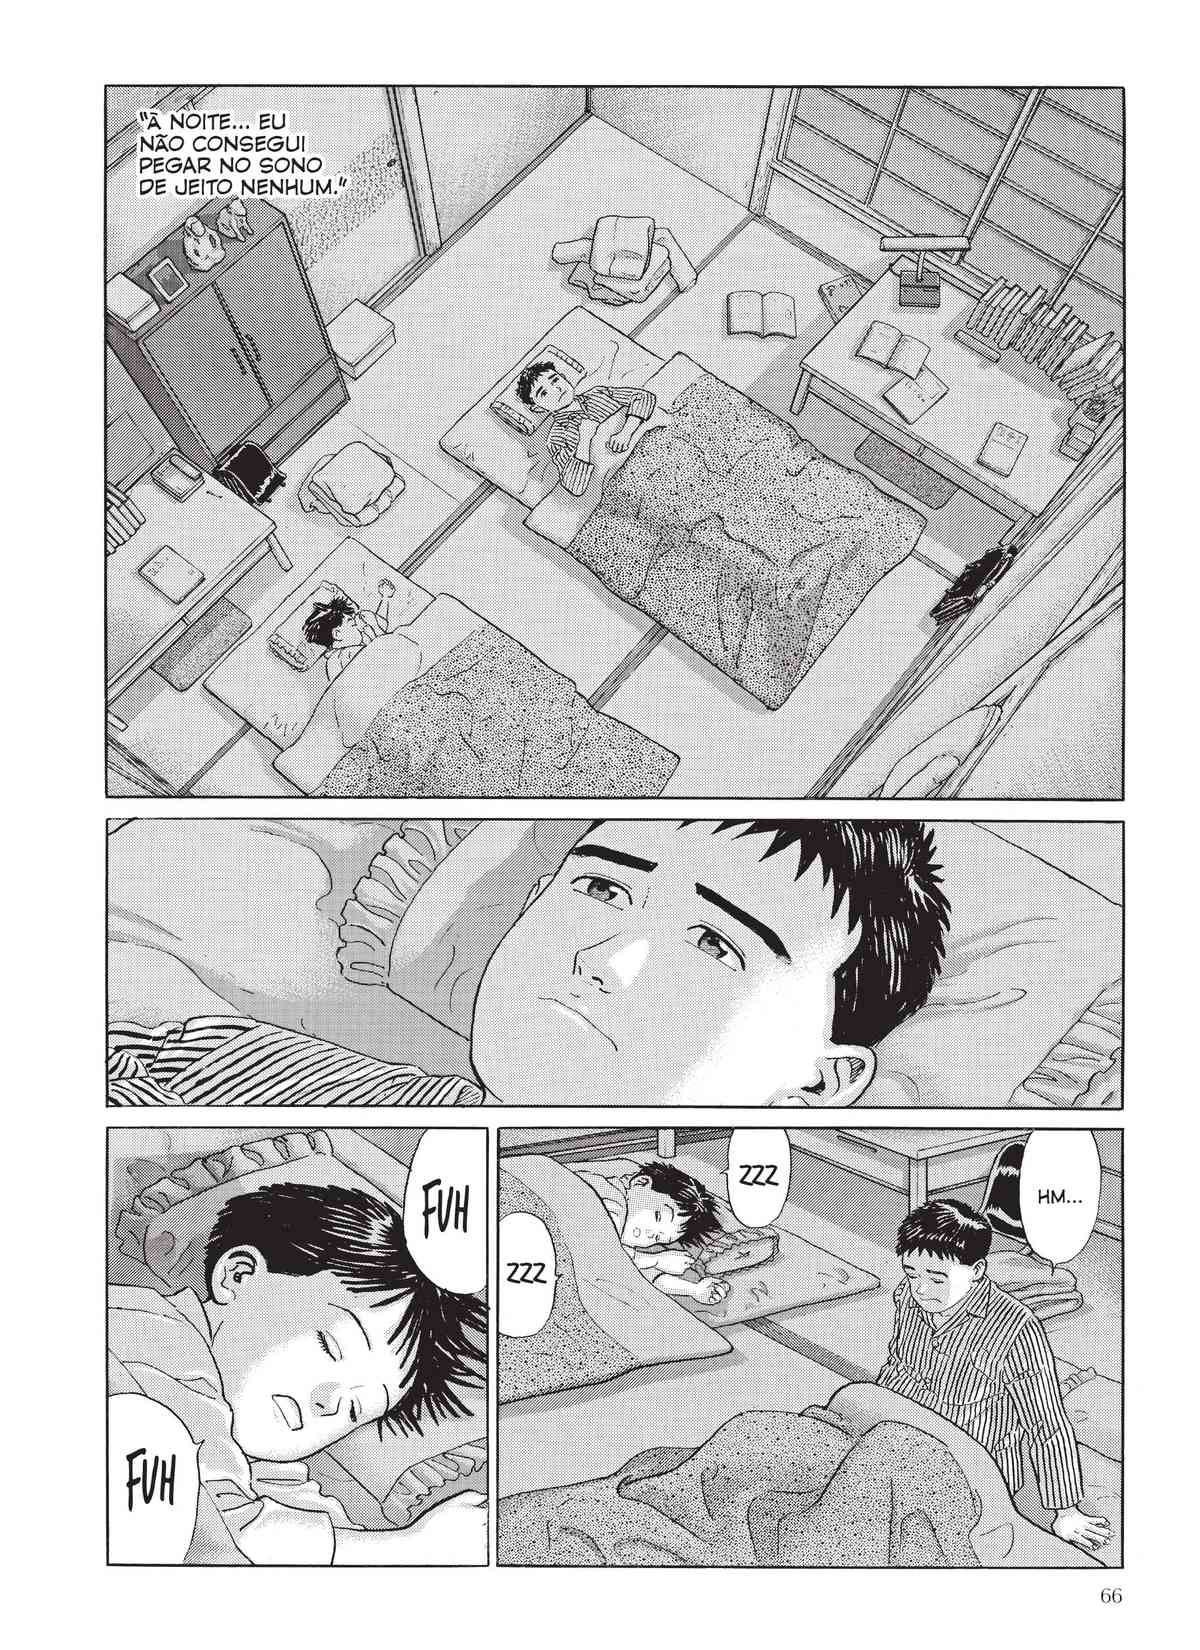 "À NOITE... EU
NÃO CONSEGUI
PEGAR NO SONO
DE JEITO NENHUM."
FUH
FUH
ZZZ
ZZZ
HM...
66